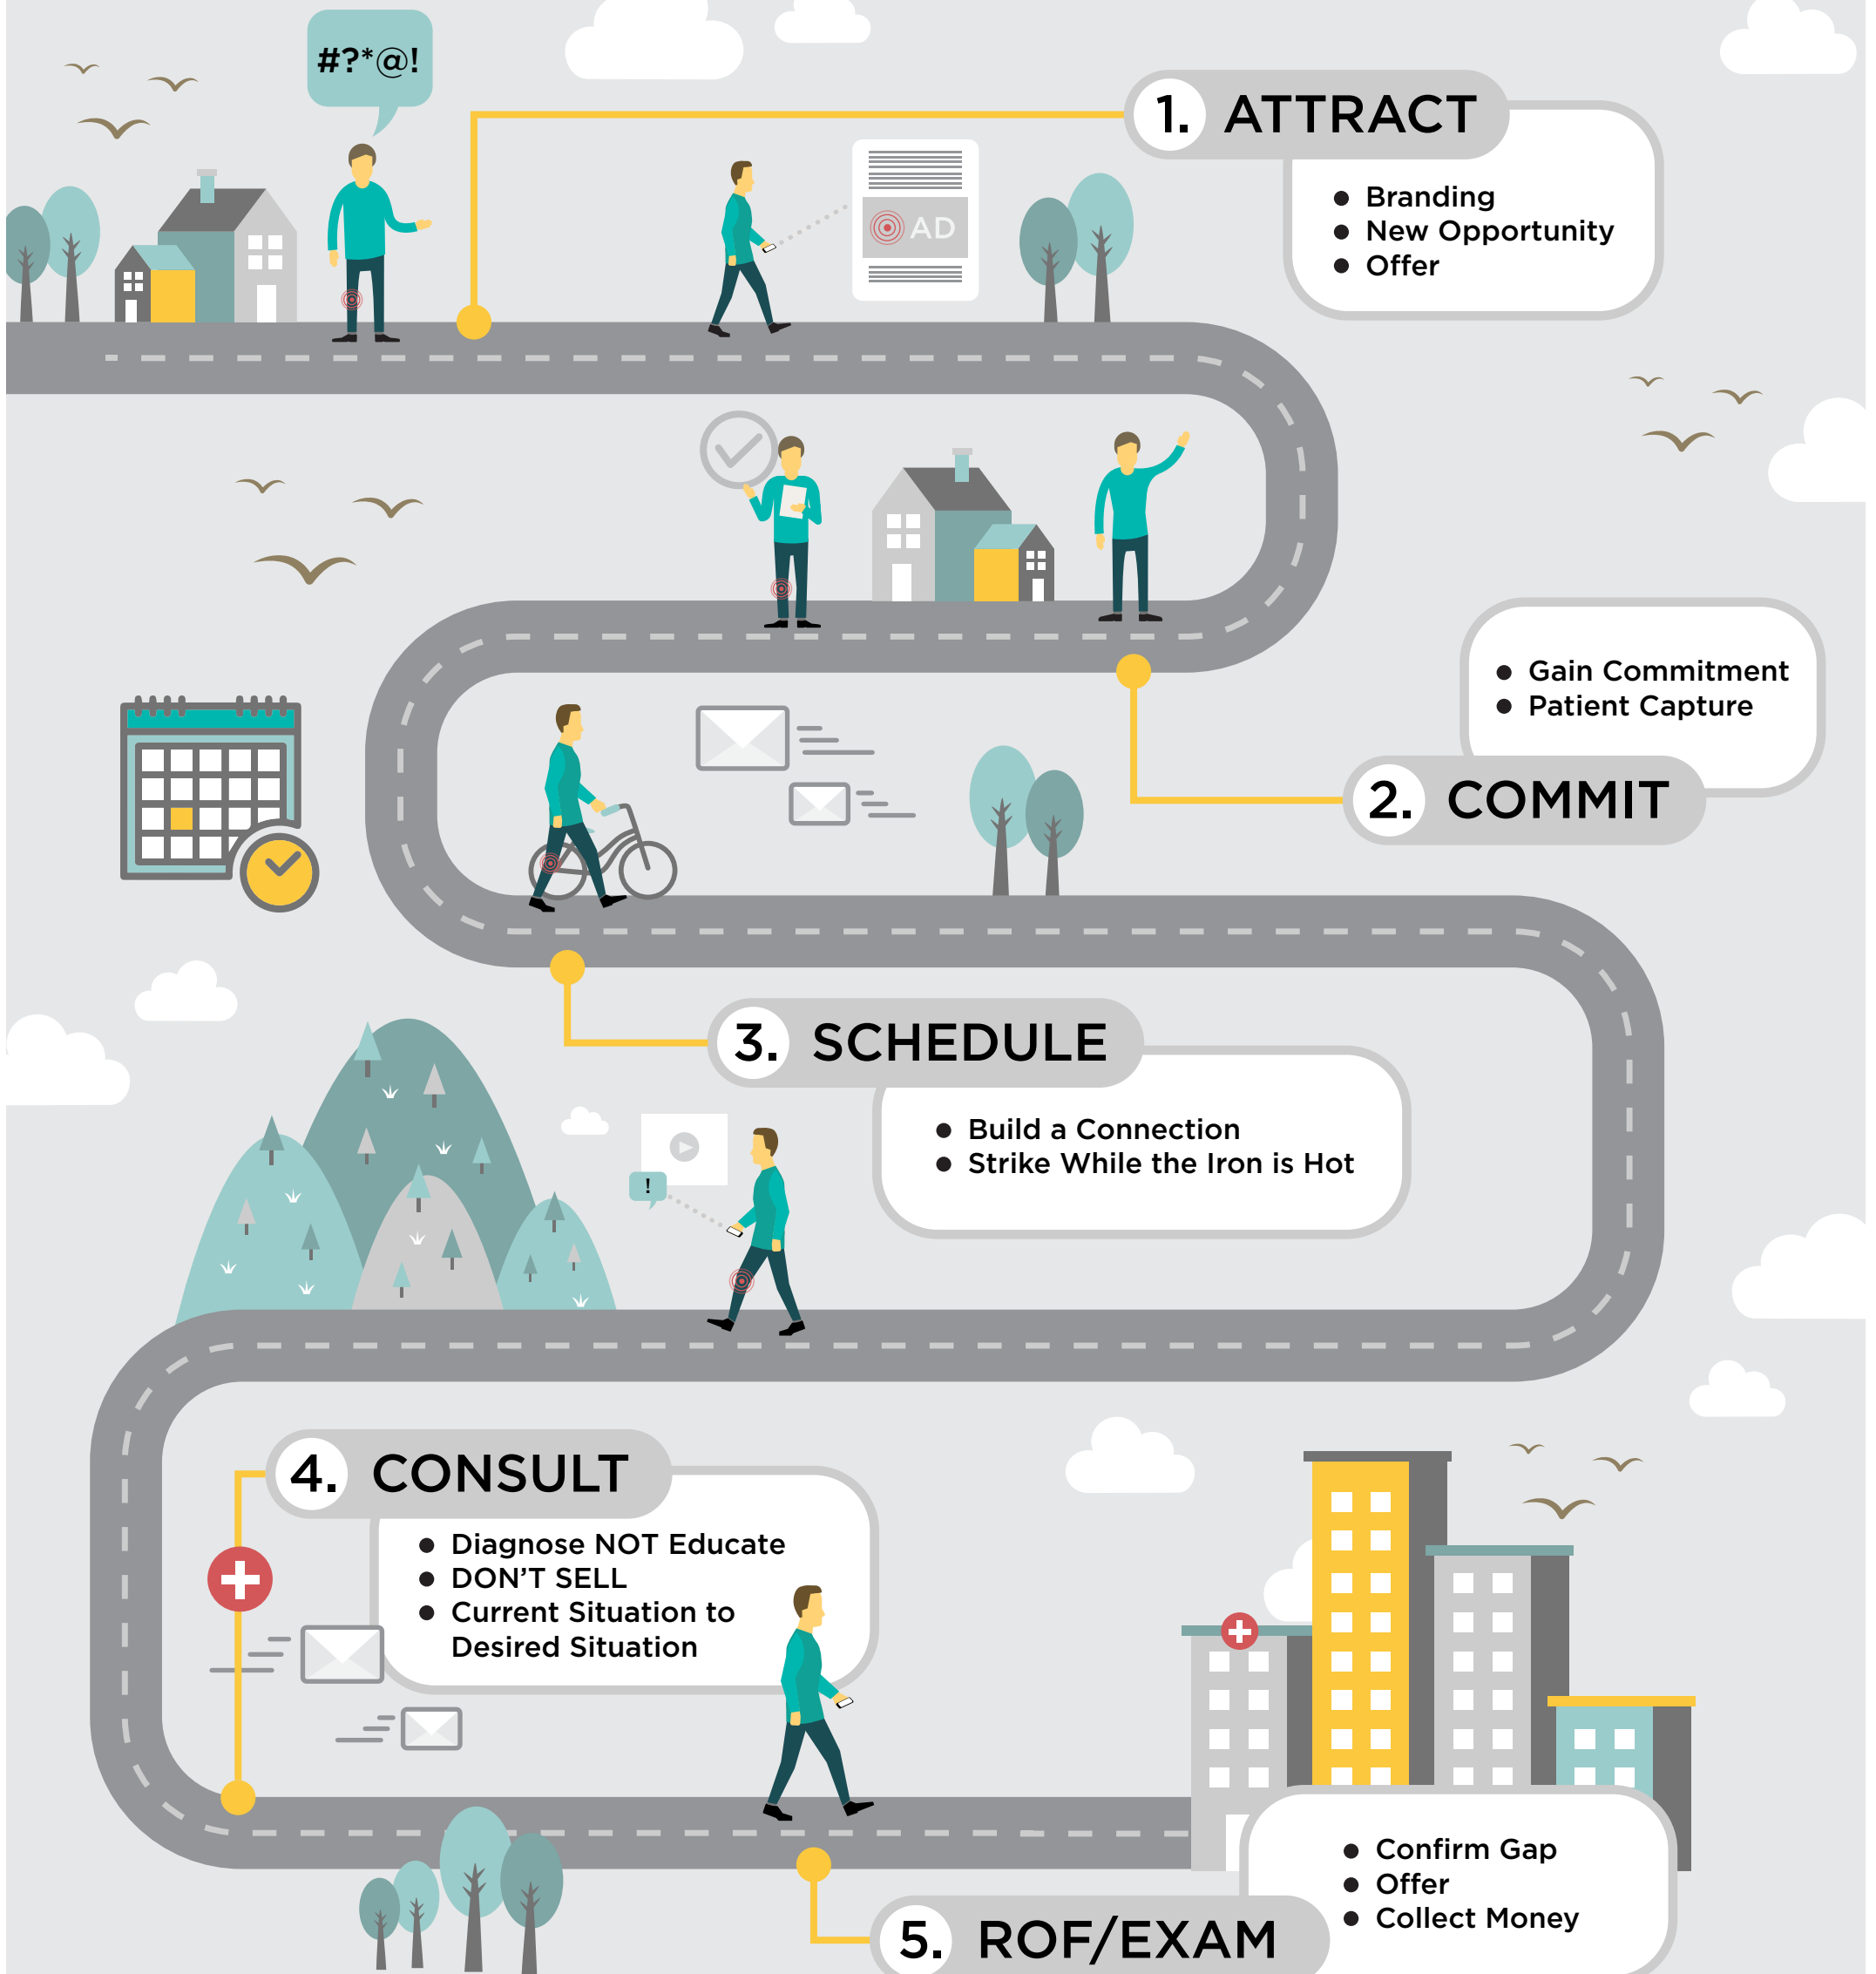 #?*@!
1. ATTRACT
● Branding
● New Opportunity
● Offer
AD
● Gain Commitment
● Patient Capture
2. COMMIT
3. SCHEDULE
● Build a Connection
● Strike While the Iron is Hot
!
4. CONSULT
● Diagnose NOT Educate
● DON'T SELL
● Current Situation to
Desired Situation
● Confirm Gap
● Offer
● Collect Money
5. ROF/EXAM